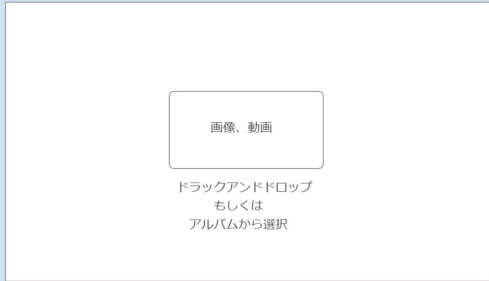 画像、動画
ドラックアンドドロップ
もしくは
アルバムから選択